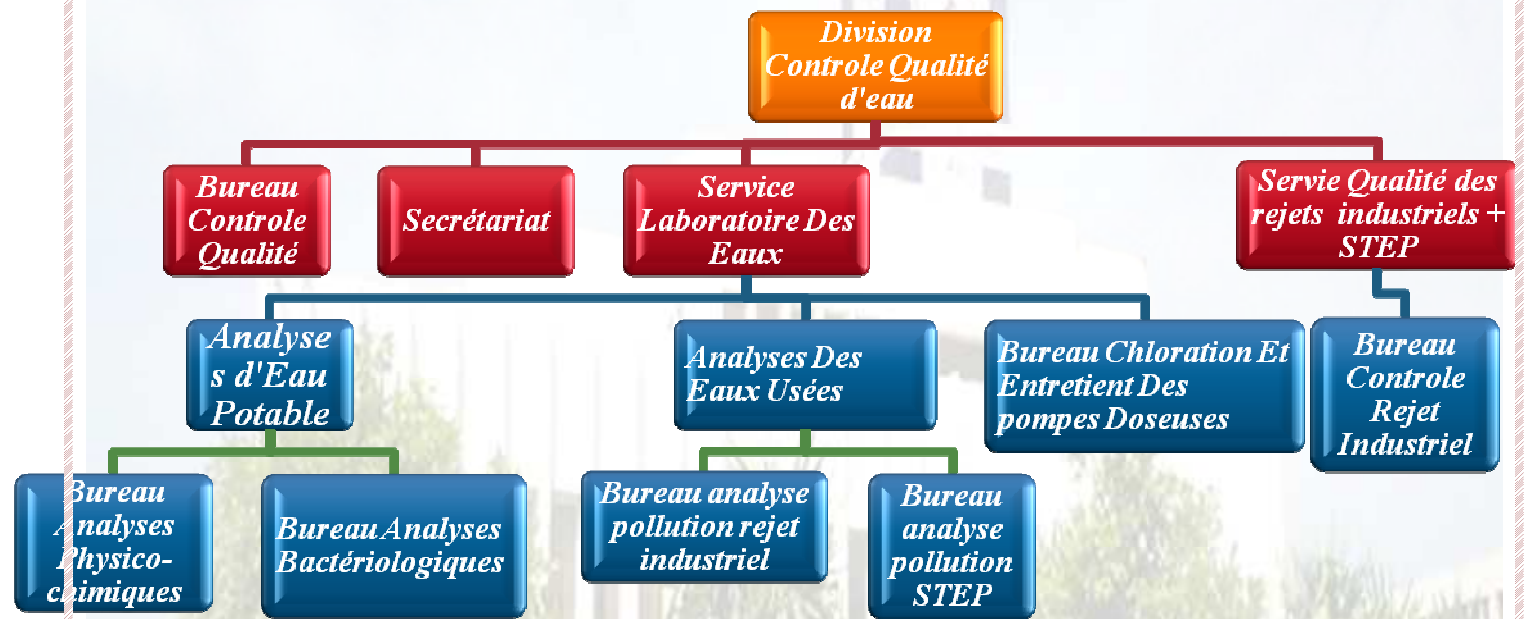 Division
Controle Qualité
d'eau
Bureau
Controle
Qualité
Secrétariat
Service
Laboratoire Des
Eaux
Servie Qualité des
rejets industriels +
STEP
Analyse
s d'Eau
Potable
Analyses Des
Eaux Usées
Bureau Chloration Et
Entretient Des
pompes Doseuses
Bureau
Controle
Rejet
Industriel
Bureau
Analyses
Physico-
chimiques
Bureau Analyses
Bactériologiques
Bureau analyse
pollution rejet
industriel
Bureau
analyse
pollution
STEP